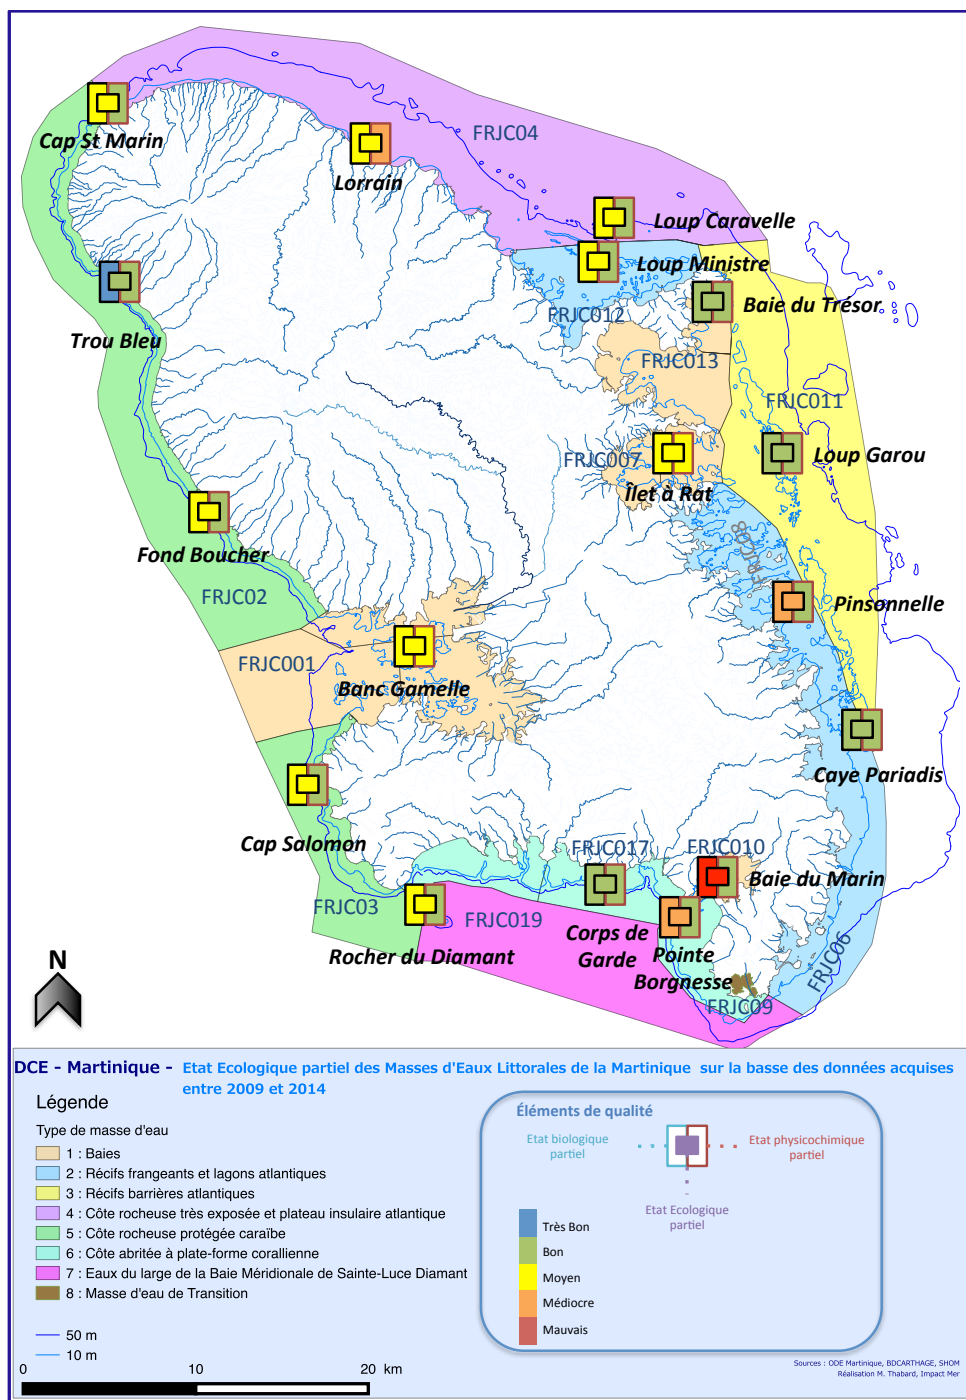 FRJC04
Cap St Marin
Lorrain
Loup Caravelle
Loup Ministre
Baie du Trésor
FRJC012
Trou Bleu
FRJC013
FRJC011
FRJC007
Loup Garou
Îlet à Rat
Fond Boucher
FRJC08
FRJC02
Pinsonnelle
FRJC001
Banc Gamelle
Caye Pariadis
Cap Salomon
FRJC017
FRJC010
Baie du Marin
FRJC03
FRJC019
Rocher du Diamant
Corps de
Garde
Pointe
Borgnesse
FRJC06
FRJC09
N
DCE - Martinique - Etat Ecologique partiel des Masses d'Eaux Littorales de la Martinique sur la basse des données acquises
entre 2009 et 2014
Légende
Type de masse d'eau
1 : Baies
2 : Récifs frangeants et lagons atlantiques
3 : Récifs barrières atlantiques
4 : Côte rocheuse très exposée et plateau insulaire atlantique
5 : Côte rocheuse protégée caraïbe
6 : Côte abritée à plate-forme corallienne
7 : Eaux du large de la Baie Méridionale de Sainte-Luce Diamant
8 : Masse d'eau de Transition
50 m
10 m
0 10 20 km
Éléments de qualité
Etat biologique
partiel
Etat physicochimique
partiel
Etat Ecologique
partiel
Très Bon
Bon
Moyen
Médiocre
Mauvais
Sources : ODE Martinique, BDCARTHAGE, SHOM
Réalisation M. Thabard, Impact Mer